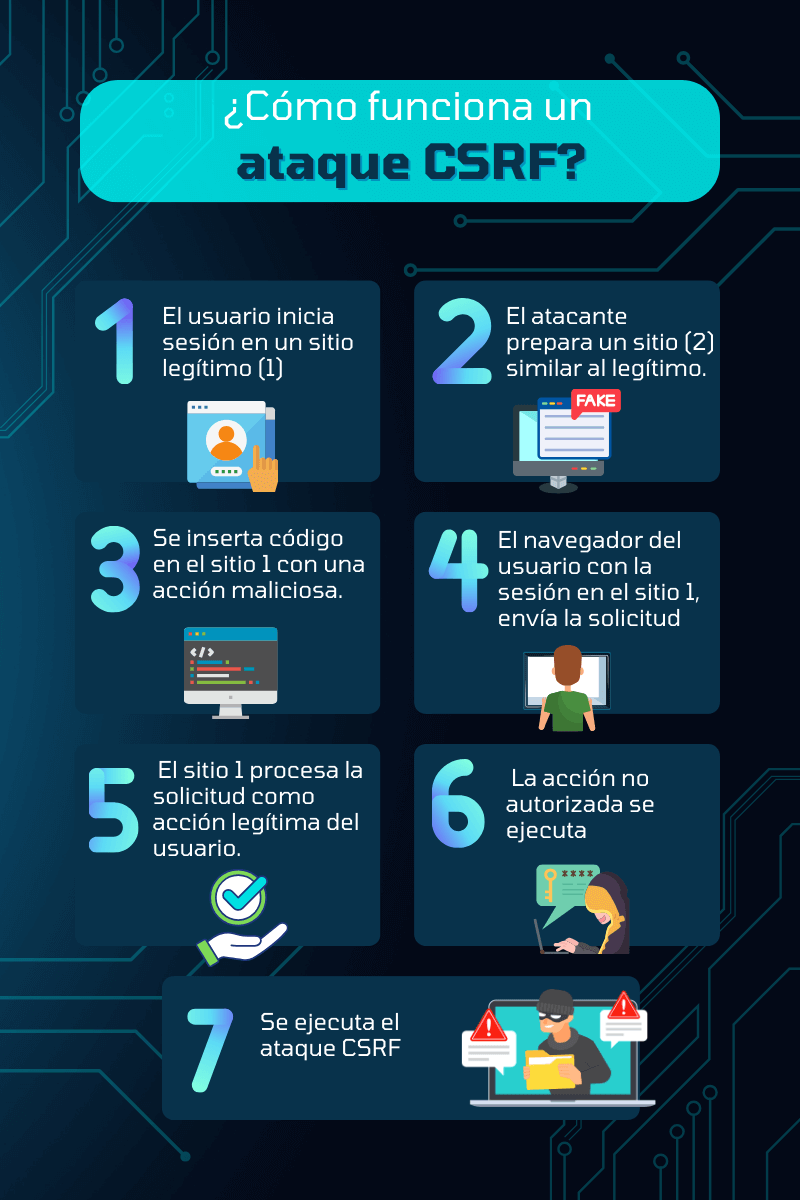 ¿Cómo funciona un
ataque CSRF?
1
El usuario inicia
sesión en un sitio
legítimo (1)
2
El atacante
prepara un sitio (2)
similar al legítimo.
FAKE
3
Se inserta código
en el sitio 1 con una
acción maliciosa.
</>
4
El navegador del
usuario con la
sesión en el sitio 1,
envía la solicitud
5
El sitio 1 procesa la
solicitud como
acción legítima del
usuario.
6
La acción no
autorizada se
ejecuta
****
7
Se ejecuta el
ataque CSRF
!
!